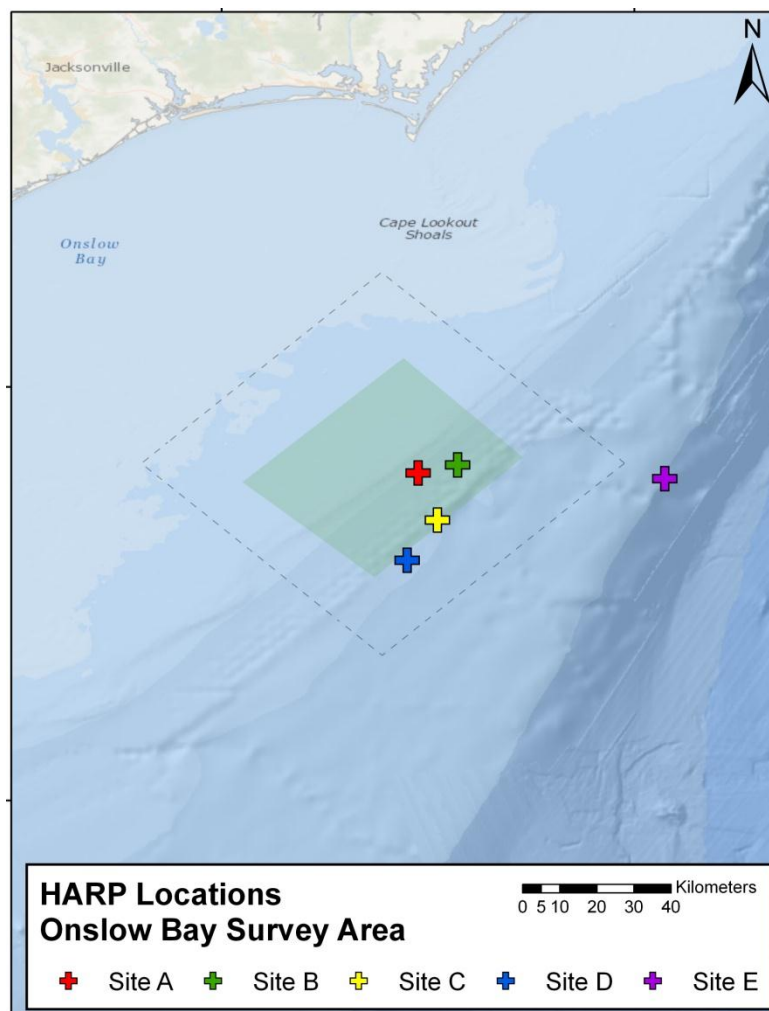 N
Jacksonville
Cape Lookout
Shoals
Onslow
Bay
HARP Locations
Onslow Bay Survey Area
Kilometers
0 5 10 20 30 40
Site A Site B Site C Site D Site E